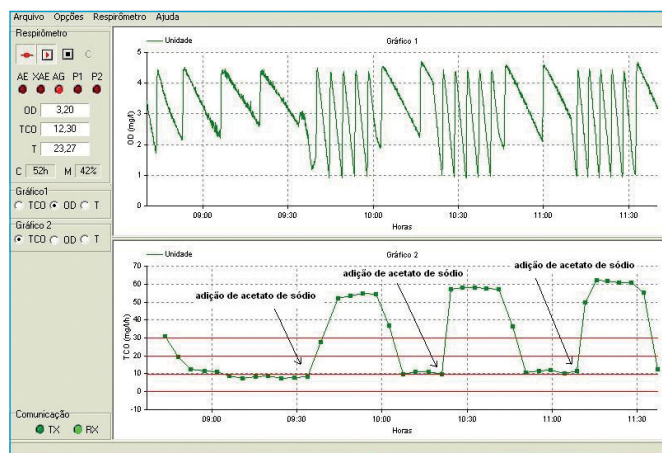 Arquivo Opções Respirômetro Ajuda
Respirômetro
C
AE XAE AG P1 P2
OD 3,20
TCO 12,30
T 23,27
C 52h M 42%
Gráfico1
TCO OD T
Gráfico 2
TCO OD T
Comunicação
TX RX
Unidade
Gráfico 1
OD (mg/l)
5
4
3
2
1
0
09:00 09:30 10:00 10:30 11:00 11:30
Horas
Unidade
Gráfico 2
TCO (mg/l/h)
70
60
50
40
30
20
10
0
-10
adição de acetato de sódio
adição de acetato de sódio
adição de acetato de sódio
09:00 09:30 10:00 10:30 11:00 11:30
Horas